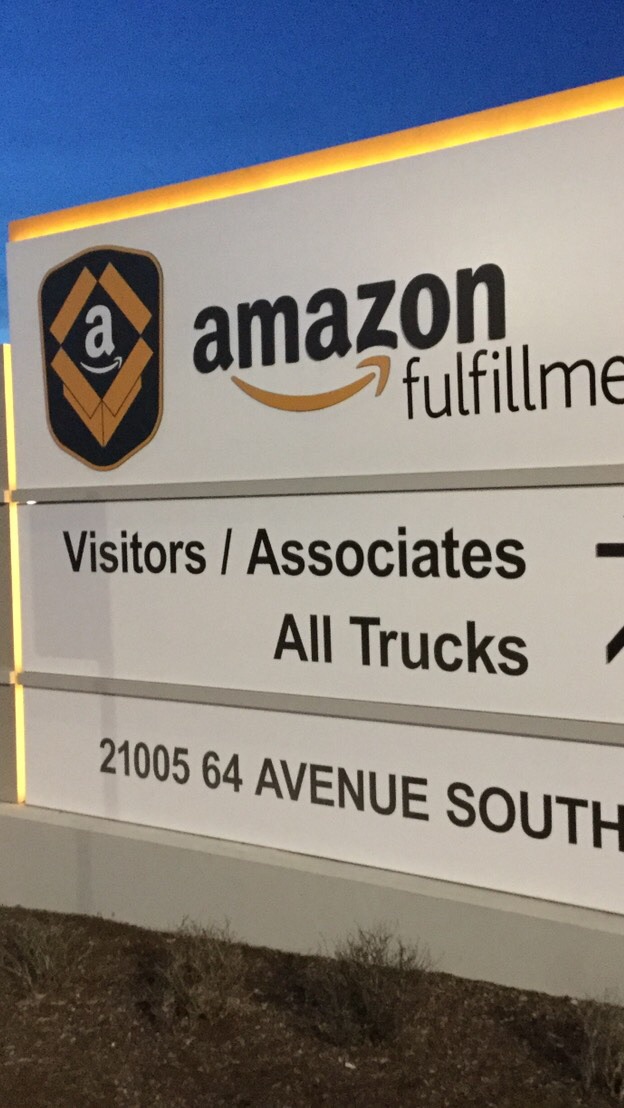 a
amazon
fulfillme
Visitors / Associates
All Trucks
21005 64 AVENUE SOUTH